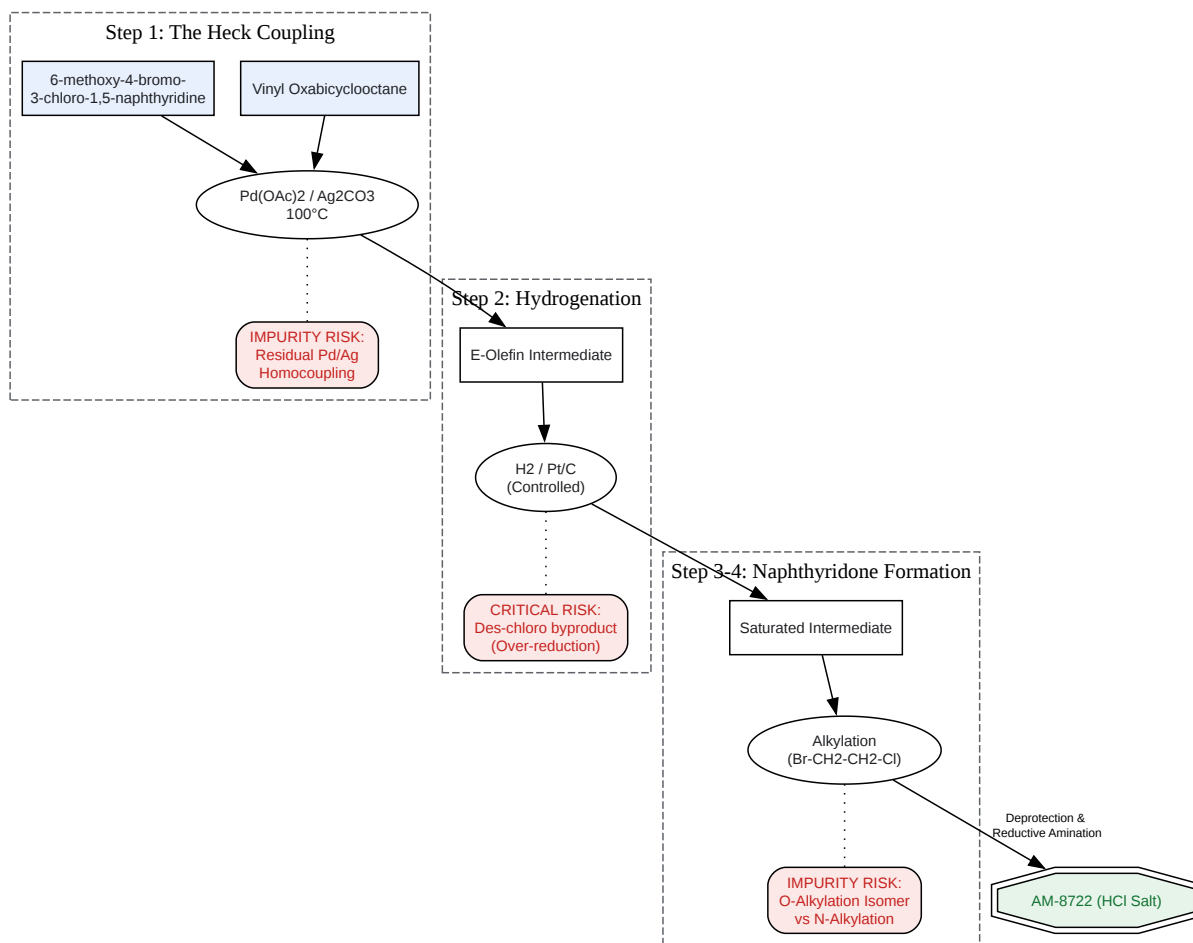 Step 1: The Heck Coupling
6-methoxy-4-bromo-
3-chloro-1,5-naphthyridine
Vinyl Oxabicyclooctane
Pd(OAc)2 / Ag2CO3
100°C
IMPURITY RISK:
Residual Pd/Ag
Homocoupling
Step 2: Hydrogenation
E-Olefin Intermediate
H2 / Pt/C
(Controlled)
CRITICAL RISK:
Des-chloro byproduct
(Over-reduction)
Step 3-4: Naphthyridone Formation
Saturated Intermediate
Alkylation
(Br-CH2-CH2-Cl)
IMPURITY RISK:
O-Alkylation Isomer
vs N-Alkylation
Deprotection &
Reductive Amination
AM-8722 (HCl Salt)